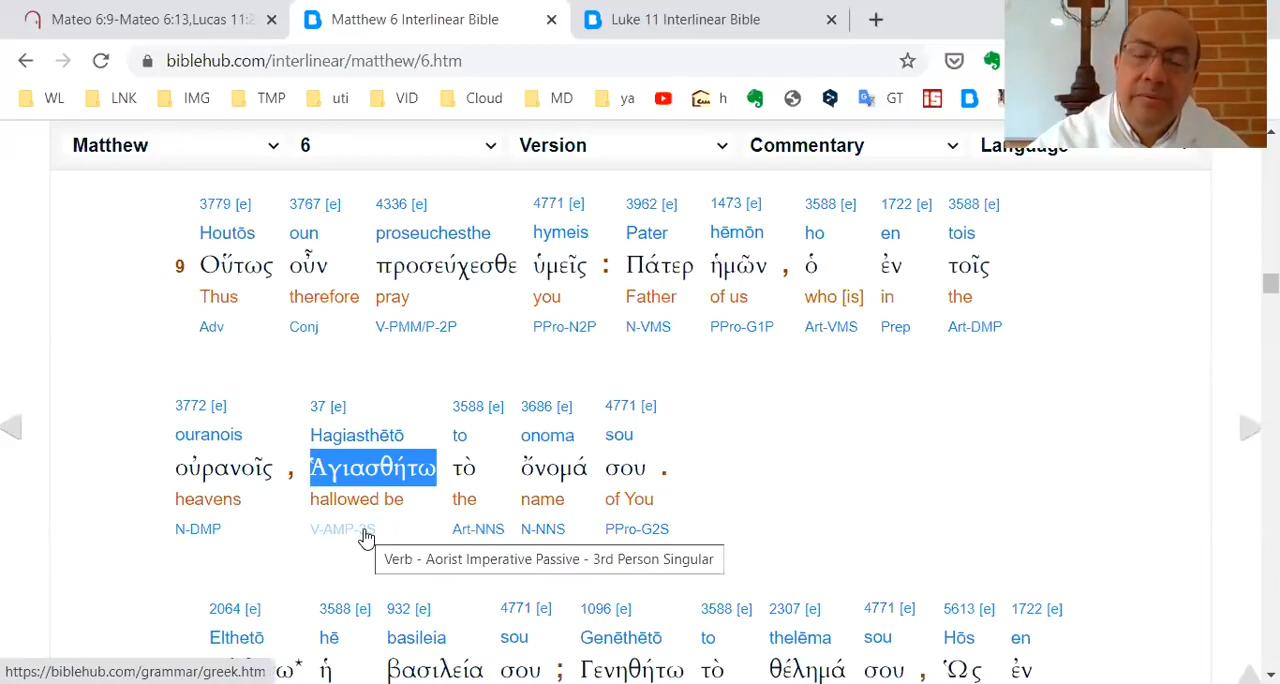 Mateo 6:9-Mateo 6:13,Lucas 11:2
Matthew 6 Interlinear Bible
Luke 11 Interlinear Bible
biblehub.com/interlinear/matthew/6.htm
WL LNK IMG TMP uti VID Cloud MD ya h GT
Matthew 6 Version Commentary Language
3779 [e] 3767 [e] 4336 [e] 4771 [e] 3962 [e] 1473 [e] 3588 [e] 1722 [e] 3588 [e]
Houtōs oun proseuchesthe hymeis Pater hēmōn ho en tois
9 Οὕτως οὖν προσεύχεσθε ὑμεῖς : Πάτερ ἡμῶν , ὁ ἐν τοῖς
Thus therefore pray you Father of us who [is] in the
Adv Conj V-PMM/P-2P PPro-N2P N-VMS PPro-G1P Art-VMS Prep Art-DMP
3772 [e] 37 [e] 3588 [e] 3686 [e] 4771 [e]
ouranois Hagiasthētō to onoma sou
οὐρανοῖς , Ἁγιασθήτω τὸ ὄνομά σου .
heavens hallowed be the name of You
N-DMP V-AMP-3S Art-NNS N-NNS PPro-G2S
Verb - Aorist Imperative Passive - 3rd Person Singular
2064 [e] 3588 [e] 932 [e] 4771 [e] 1096 [e] 3588 [e] 2307 [e] 4771 [e] 5613 [e] 1722 [e]
Elthetō hē basileia sou Genēthētō to thelēma sou Hōs en
ἡ βασιλεία σου ; Γενηθήτω τὸ θέλημά σου , Ὡς ἐν
https://biblehub.com/grammar/greek.htm